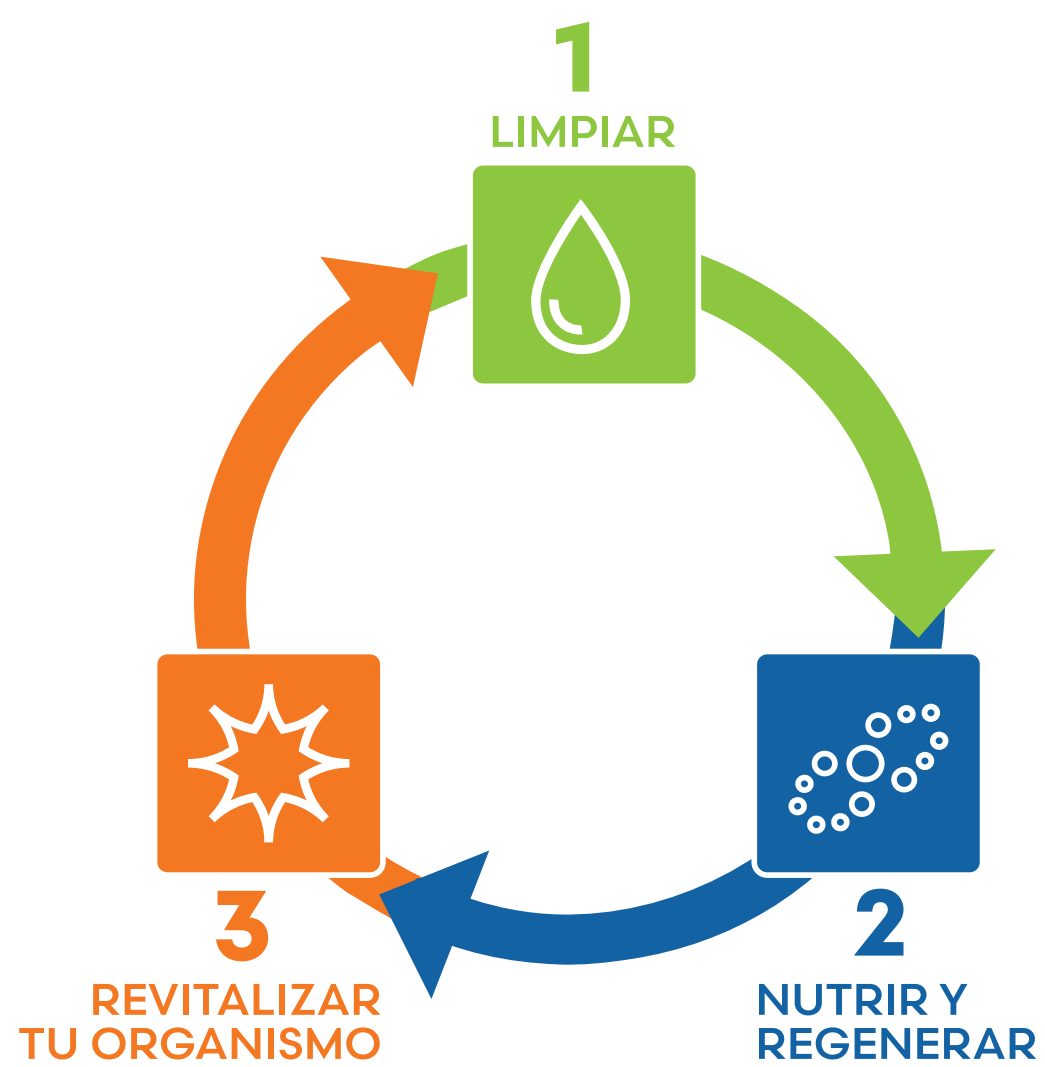 1
LIMPIAR
2
NUTRIR Y
REGENERAR
3
REVITALIZAR
TU ORGANISMO